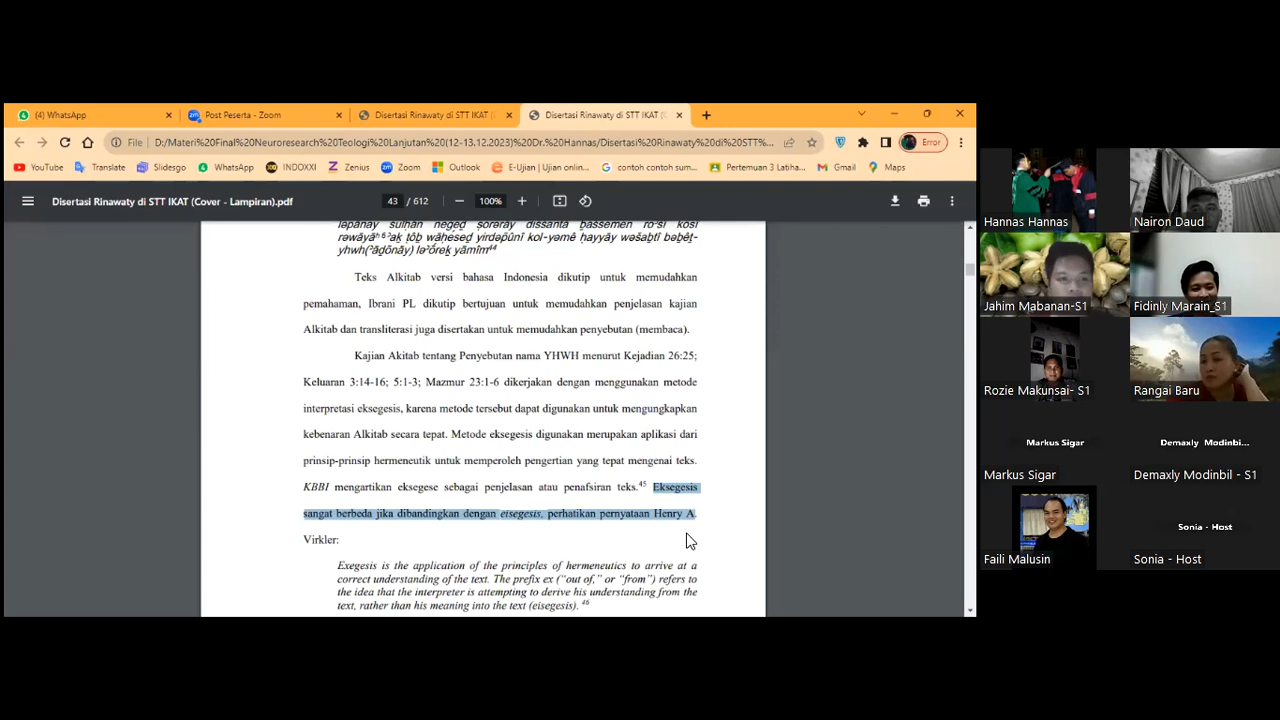 (4) WhatsApp
Post Peserta - Zoom
Disertasi Rinawaty di STT IKAT (
Disertasi Rinawaty di STT IKAT (
File D:/Materi%20Final%20Neuroresearch%20Teologi%20Lanjutan%20(12-13.12.2023)%20Dr.%20Hannas/Disertasi%20Rinawaty%20di%20STT%...
Error
YouTube Translate Slidesgo WhatsApp INDOXXI Zenius Zoom Outlook E-Ujian | Ujian onlin... contoh contoh sum... Pertemuan 3 Latiha... Gmail Maps
Disertasi Rinawaty di STT IKAT (Cover - Lampiran).pdf
43 / 612
100%
yhwh(ʾăḏōnāy) ləʾōreḵ yāmîm⁴⁴
Teks Alkitab versi bahasa Indonesia dikutip untuk memudahkan
pemahaman, Ibrani PL dikutip bertujuan untuk memudahkan penjelasan kajian
Alkitab dan transliterasi juga disertakan untuk memudahkan penyebutan (membaca).
Kajian Akitab tentang Penyebutan nama YHWH menurut Kejadian 26:25;
Keluaran 3:14-16; 5:1-3; Mazmur 23:1-6 dikerjakan dengan menggunakan metode
interpretasi eksegesis, karena metode tersebut dapat digunakan untuk mengungkapkan
kebenaran Alkitab secara tepat. Metode eksegesis digunakan merupakan aplikasi dari
prinsip-prinsip hermeneutik untuk memperoleh pengertian yang tepat mengenai teks.
KBBI mengartikan eksegese sebagai penjelasan atau penafsiran teks.⁴⁵ Eksegesis
sangat berbeda jika dibandingkan dengan eisegesis, perhatikan pernyataan Henry A.
Virkler:
Exegesis is the application of the principles of hermeneutics to arrive at a
correct understanding of the text. The prefix ex (“out of,” or “from”) refers to
the idea that the interpreter is attempting to derive his understanding from the
text, rather than his meaning into the text (eisegesis). ⁴⁶
Hannas Hannas
Nairon Daud
Jahim Mabanan-S1
Fidinly Marain_S1
Rozie Makunsai- S1
Rangai Baru
Markus Sigar
Markus Sigar
Demaxly Modinbi...
Demaxly Modinbil - S1
Faili Malusin
Sonia - Host
Sonia - Host